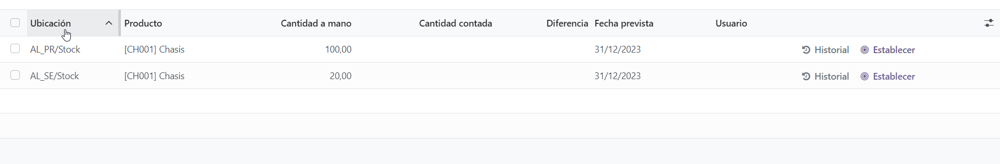 Ubicación Producto Cantidad a mano Cantidad contada Diferencia Fecha prevista Usuario
AL_PR/Stock [CH001] Chasis 100,00 31/12/2023 Historial Establecer
AL_SE/Stock [CH001] Chasis 20,00 31/12/2023 Historial Establecer